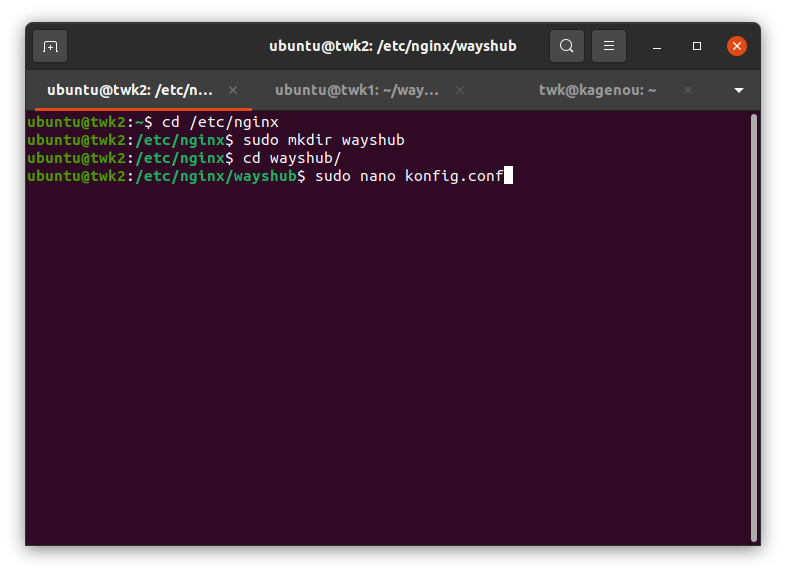 ubuntu@twk2: /etc/nginx/wayshub
ubuntu@twk2: /etc/n...
ubuntu@twk1: ~/way...
twk@kagenou: ~
ubuntu@twk2:~$ cd /etc/nginx
ubuntu@twk2:/etc/nginx$ sudo mkdir wayshub
ubuntu@twk2:/etc/nginx$ cd wayshub/
ubuntu@twk2:/etc/nginx/wayshub$ sudo nano konfig.conf